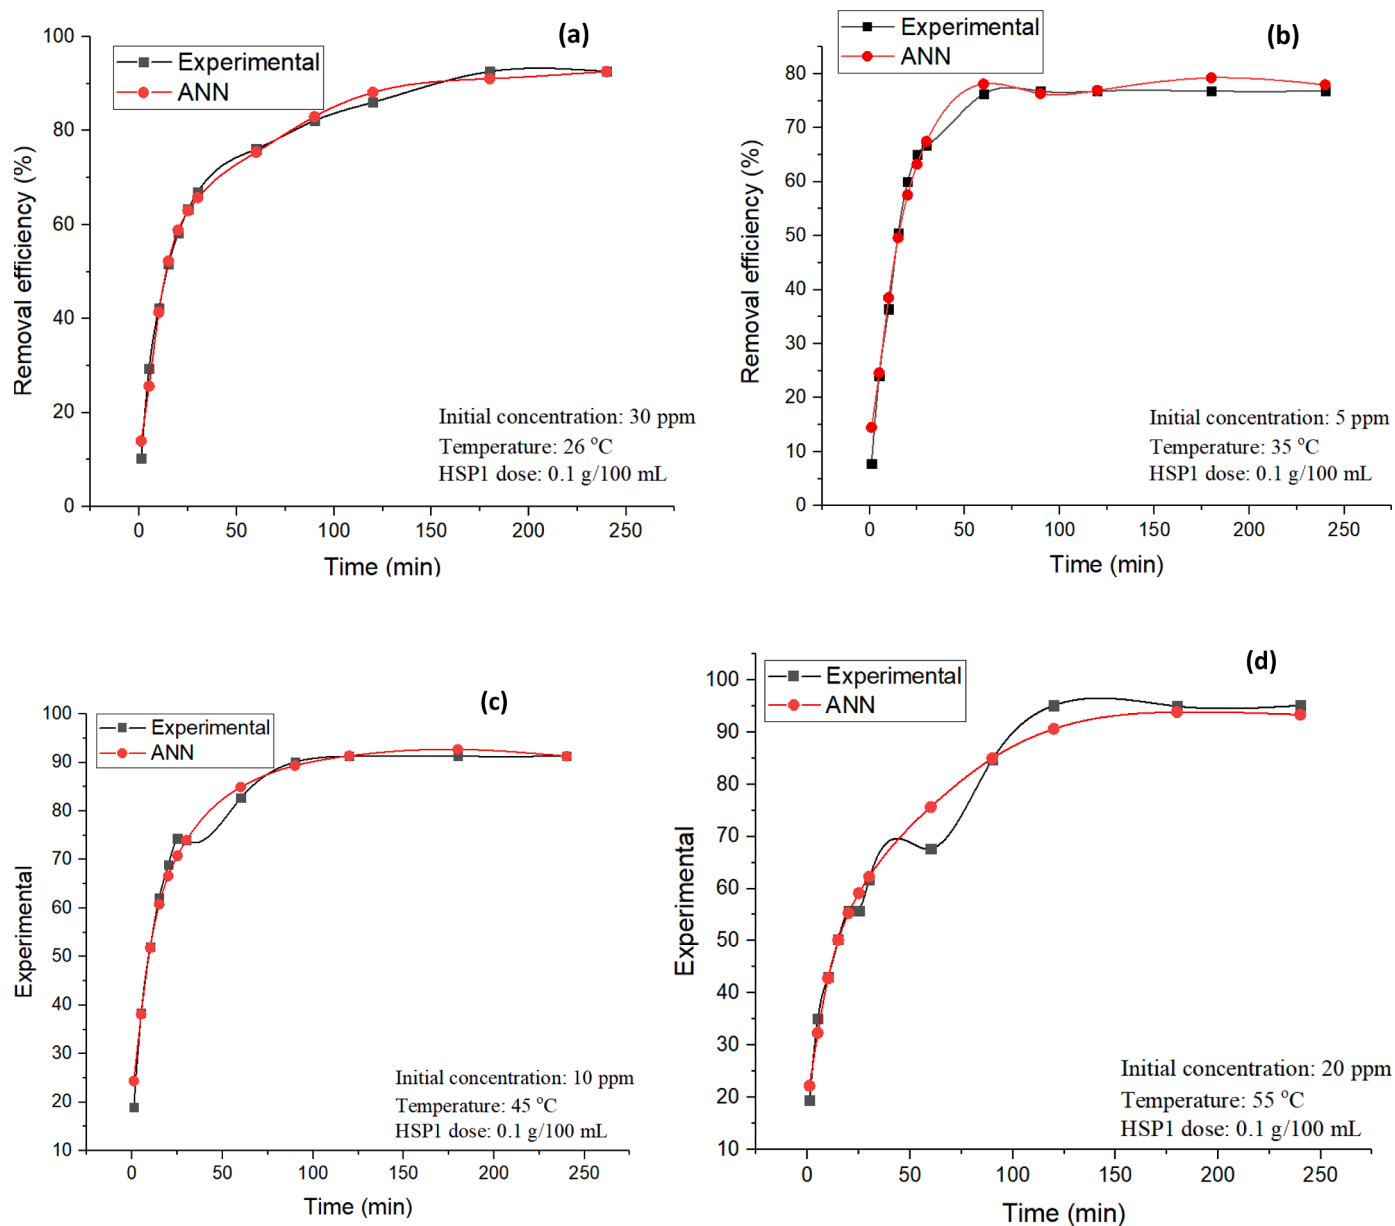 (a)
Experimental
ANN
100
80
60
40
20
0
Removal efficiency (%)
Initial concentration: 30 ppm
Temperature: 26 °C
HSP1 dose: 0.1 g/100 mL
0 50 100 150 200 250
Time (min)
(b)
Experimental
ANN
80
70
60
50
40
30
20
10
0
Removal efficiency (%)
Initial concentration: 5 ppm
Temperature: 35 °C
HSP1 dose: 0.1 g/100 mL
0 50 100 150 200 250
Time (min)
(c)
Experimental
ANN
100
90
80
70
60
50
40
30
20
10
Experimental
Initial concentration: 10 ppm
Temperature: 45 °C
HSP1 dose: 0.1 g/100 mL
0 50 100 150 200 250
Time (min)
(d)
Experimental
ANN
100
90
80
70
60
50
40
30
20
10
Experimental
Initial concentration: 20 ppm
Temperature: 55 °C
HSP1 dose: 0.1 g/100 mL
0 50 100 150 200 250
Time (min)